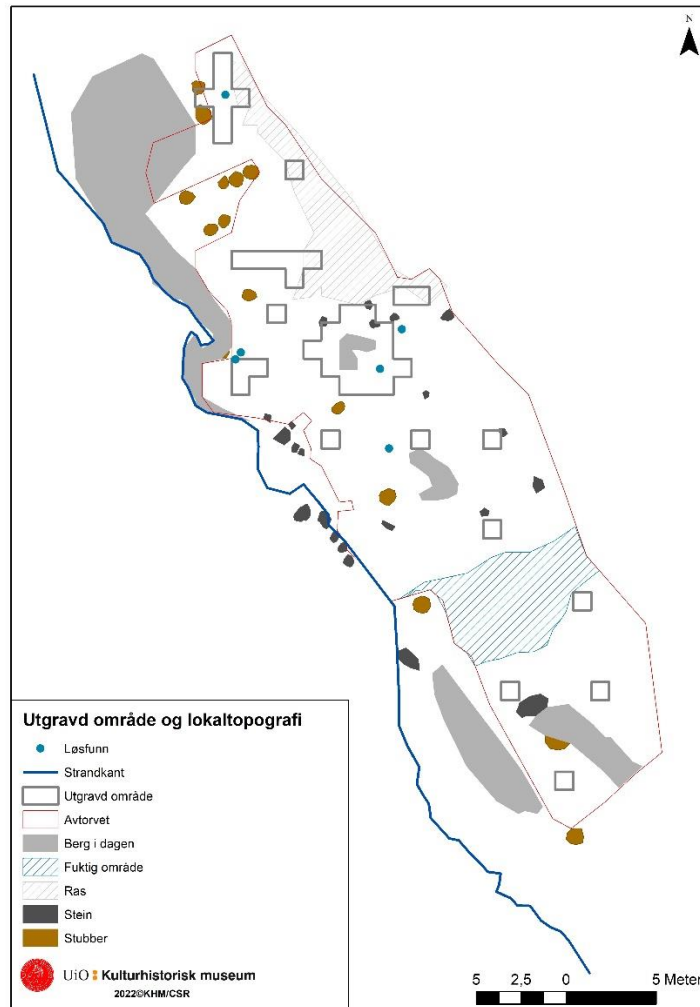 N
Utgravd område og lokaltopografi
Løsfunn
Strandkant
Utgravd område
Avtorvet
Berg i dagen
Fuktig område
Ras
Stein
Stubber
UiO : Kulturhistorisk museum
2022©KHM/CSR
5 2,5 0 5 Meter